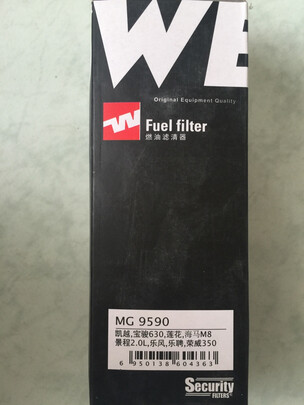 WE
Original Equipment Quality
W Fuel filter
燃油滤清器
MG 9590
凯越,宝骏630,莲花,海马M8
景程2.0L,乐风,乐骋,荣威350
6 950138 604363
Security
FILTERS